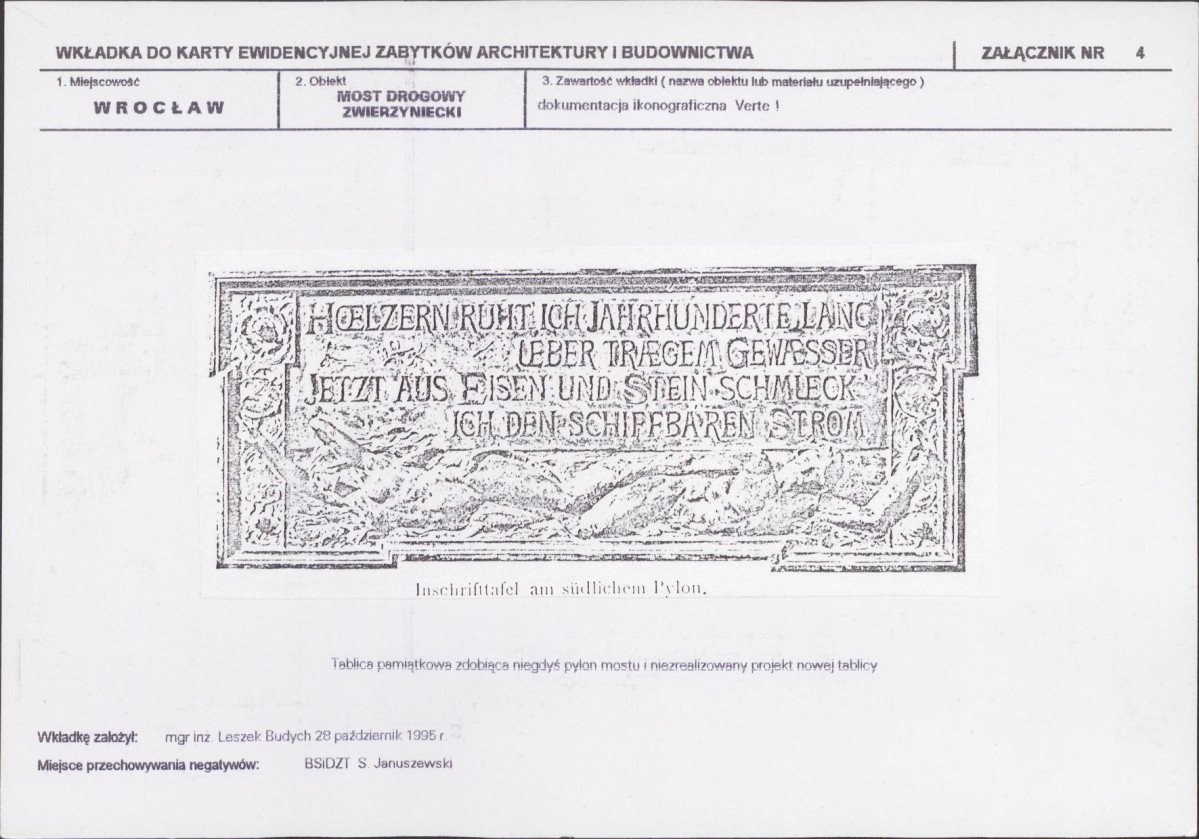 WKŁADKA DO KARTY EWIDENCYJNEJ ZABYTKÓW ARCHITEKTURY I BUDOWNICTWA
ZAŁĄCZNIK NR 4
1. Miejscowość
WROCŁAW
2. Obiekt
MOST DROGOWY
ZWIERZYNIECKI
3. Zawartość wkładki ( nazwa obiektu lub materiału uzupełniającego )
dokumentacja ikonograficzna Verte !
HŒLZERN RUHT' ICH JAHRHUNDERTE LANG
UEBER TRÆGEM GEWÆSSER
JETZT AUS EISEN UND STEIN SCHMUECK'
ICH DEN SCHIFFBAREN STROM
Inschrifttafel am südlichem Pylon.
Tablica pamiątkowa zdobiąca niegdyś pylon mostu i niezrealizowany projekt nowej tablicy
Wkładkę założył: mgr inż. Leszek Budych 28 październik 1995 r.
Miejsce przechowywania negatywów: BSiDZT S. Januszewski